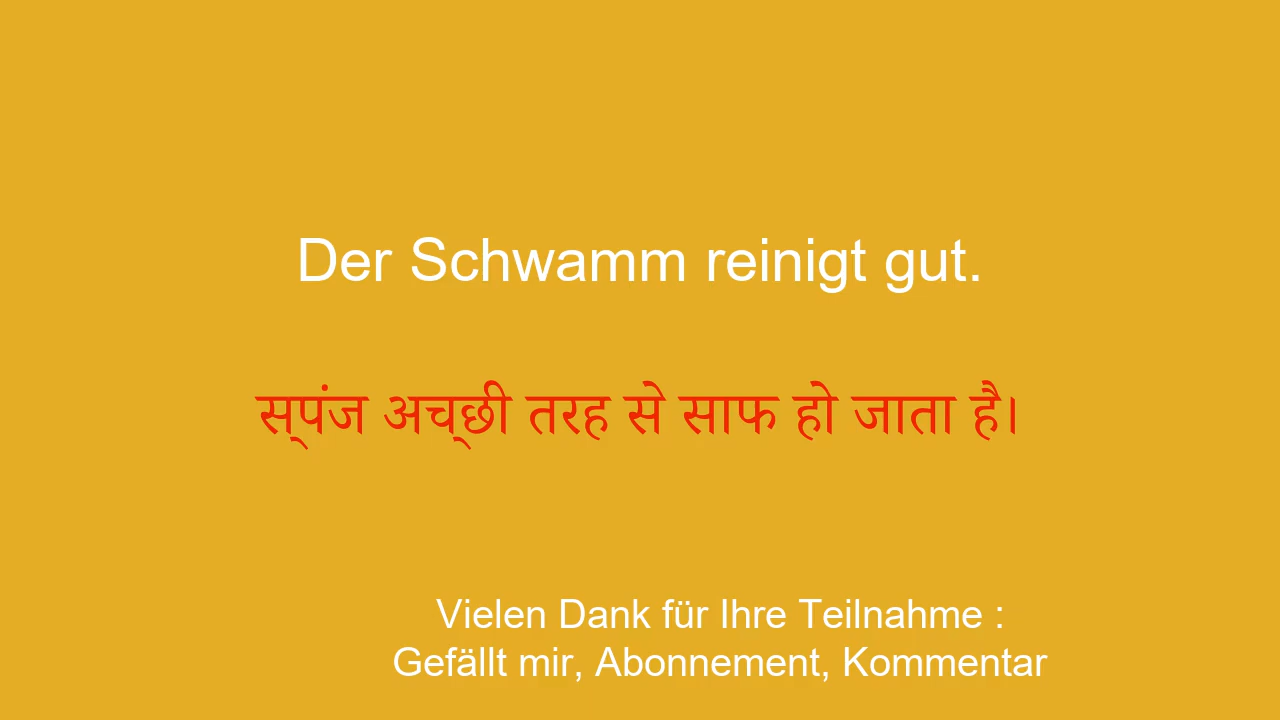 Der Schwamm reinigt gut.
स्पंज अच्छी तरह से साफ हो जाता है।
Vielen Dank für Ihre Teilnahme :
Gefällt mir, Abonnement, Kommentar